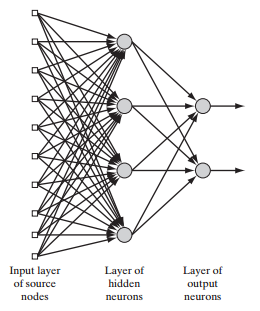 Input layer
of source
nodes
Layer of
hidden
neurons
Layer of
output
neurons